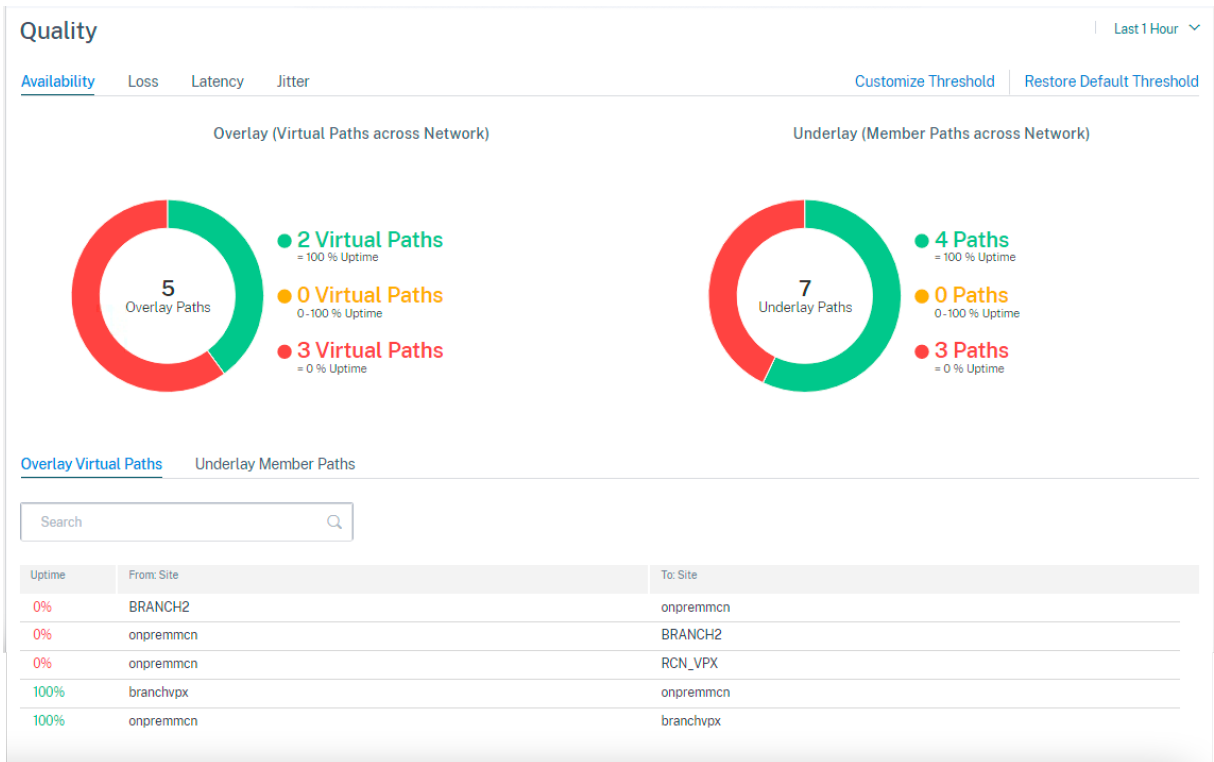 Quality
Last 1 Hour
Availability Loss Latency Jitter Customize Threshold Restore Default Threshold
Overlay (Virtual Paths across Network)
5
Overlay Paths
2 Virtual Paths
= 100 % Uptime
0 Virtual Paths
0-100 % Uptime
3 Virtual Paths
= 0 % Uptime
Underlay (Member Paths across Network)
7
Underlay Paths
4 Paths
= 100 % Uptime
0 Paths
0-100 % Uptime
3 Paths
= 0 % Uptime
Overlay Virtual Paths Underlay Member Paths
Search
Uptime From: Site To: Site
0% BRANCH2 onpremmcn
0% onpremmcn BRANCH2
0% onpremmcn RCN_VPX
100% branchvpx onpremmcn
100% onpremmcn branchvpx